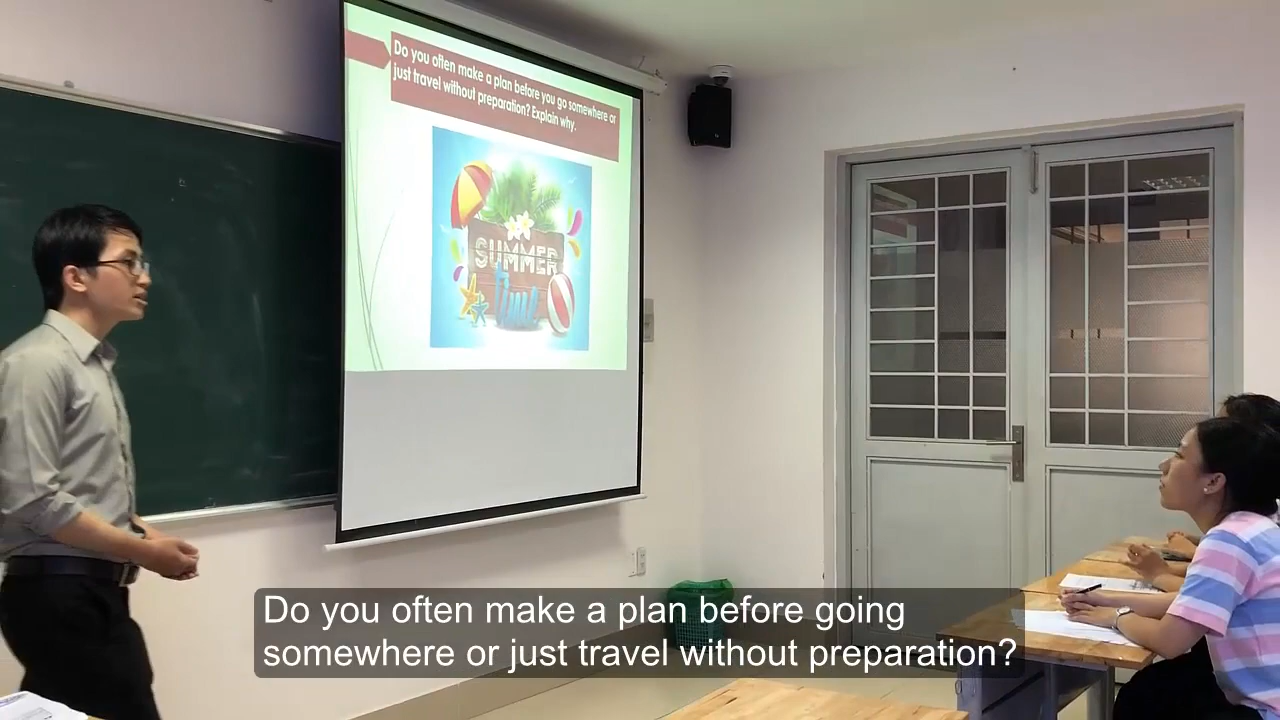 Do you often make a plan before you go somewhere or
just travel without preparation? Explain why.
SUMMER
time
Do you often make a plan before going
somewhere or just travel without preparation?